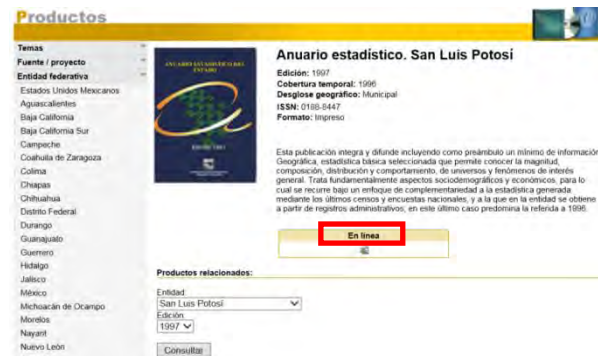 Productos
Temas
Fuente / proyecto
Entidad federativa
Estados Unidos Mexicanos
Aguascalientes
Baja California
Baja California Sur
Campeche
Coahuila de Zaragoza
Colima
Chiapas
Chihuahua
Distrito Federal
Durango
Guanajuato
Guerrero
Hidalgo
Jalisco
México
Michoacán de Ocampo
Morelos
Nayarit
Nuevo León
ANUARIO ESTADISTICO DEL
ESTADO
Anuario estadístico. San Luis Potosí
Edición: 1997
Cobertura temporal: 1996
Desglose geográfico: Municipal
ISSN: 0188-8447
Formato: Impreso
Esta publicación integra y difunde incluyendo como preámbulo un mínimo de información
Geográfica, estadística básica seleccionada que permite conocer la magnitud,
composición, distribución y comportamiento, de universos y fenómenos de interés
general. Trata fundamentalmente aspectos sociodemográficos y económicos, para lo
cual se recurre bajo un enfoque de complementariedad a la estadística generada
mediante los últimos censos y encuestas nacionales, y a la que en la entidad se obtiene
a partir de registros administrativos; en este último caso predomina la referida a 1996.
En línea
Productos relacionados:
Entidad
San Luis Potosí
Edición
1997
Consultar